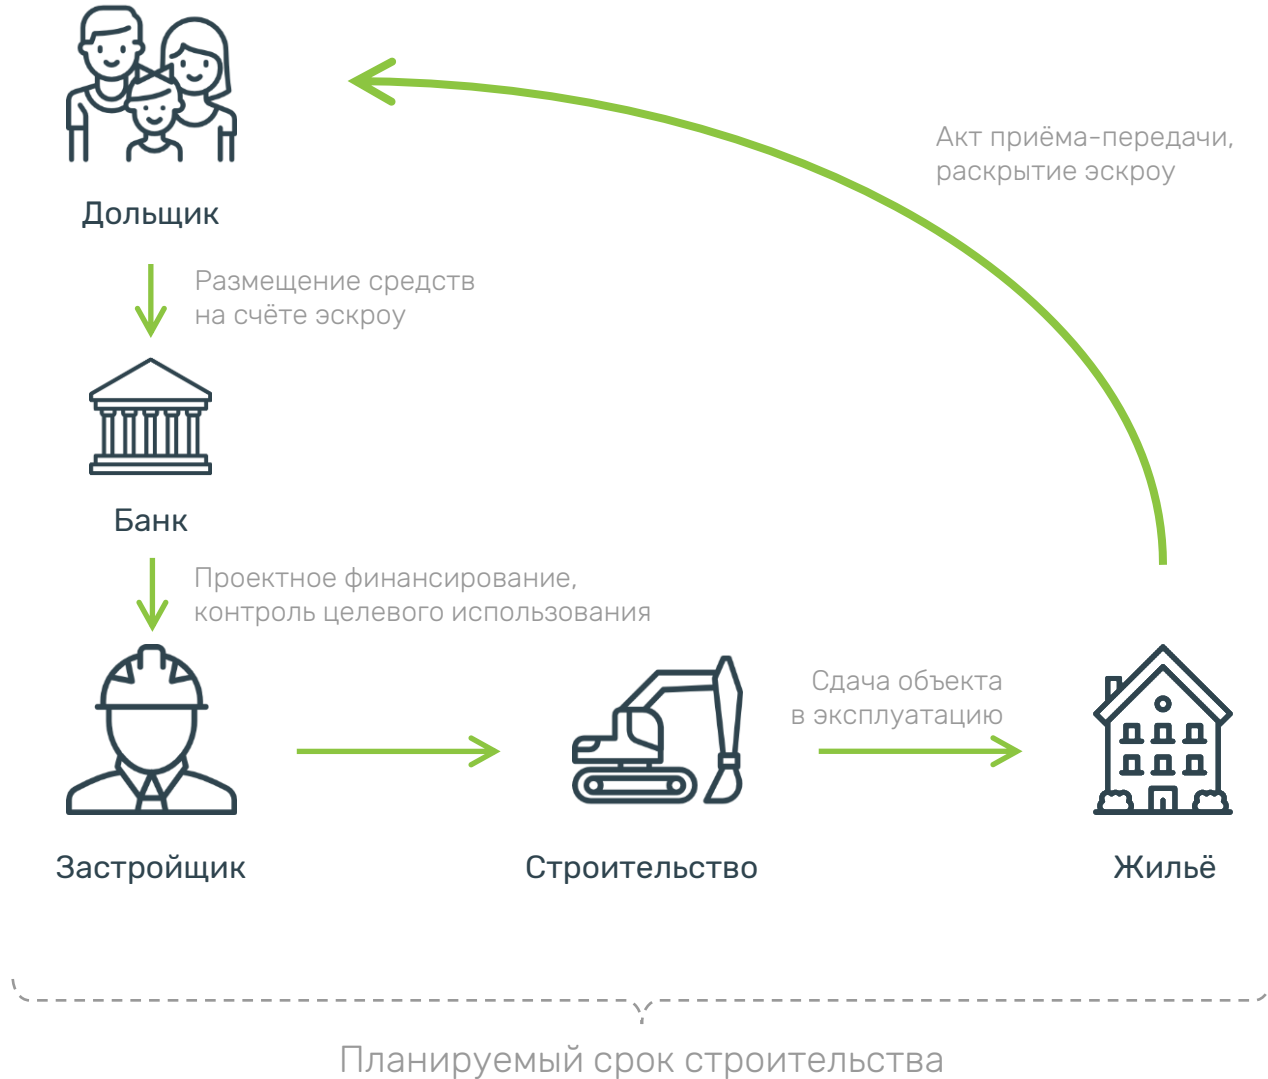 Акт приёма-передачи,
раскрытие эскроу
Дольщик
Размещение средств
на счёте эскроу
Банк
Проектное финансирование,
контроль целевого использования
Сдача объекта
в эксплуатацию
Застройщик
Строительство
Жильё
Планируемый срок строительства